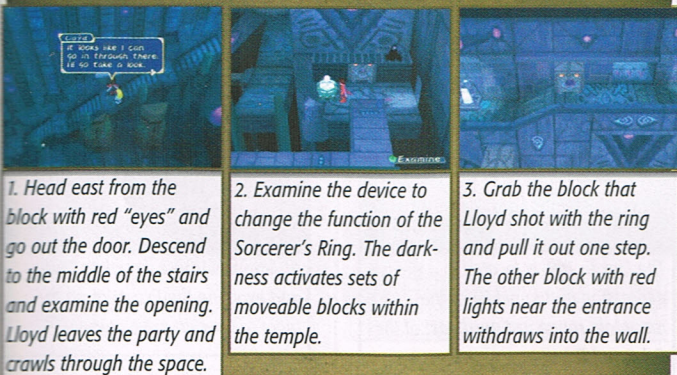 Lloyd
It looks like I can
go in through there.
I'll go take a look.
Examine
1. Head east from the
block with red "eyes" and
go out the door. Descend
to the middle of the stairs
and examine the opening.
Lloyd leaves the party and
crawls through the space.
2. Examine the device to
change the function of the
Sorcerer's Ring. The dark-
ness activates sets of
moveable blocks within
the temple.
3. Grab the block that
Lloyd shot with the ring
and pull it out one step.
The other block with red
lights near the entrance
withdraws into the wall.